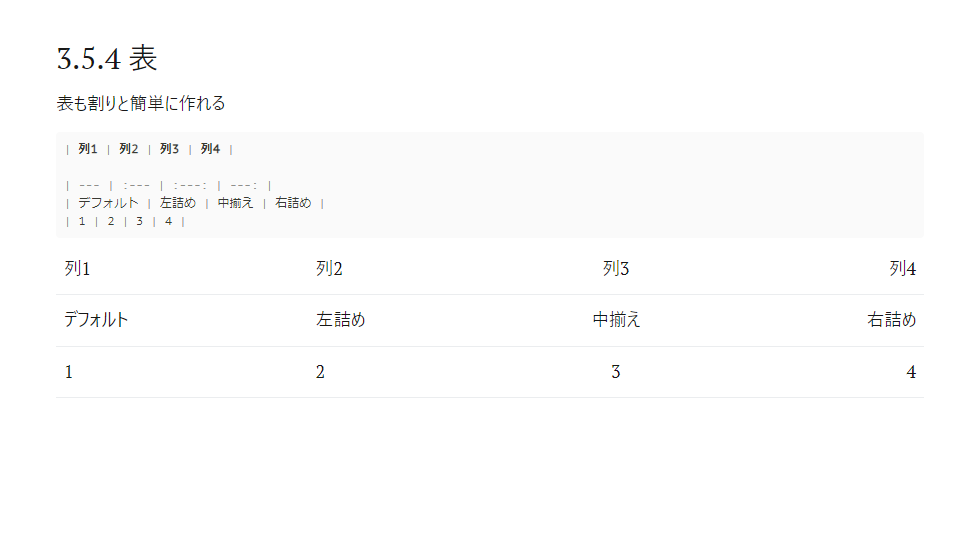 3.5.4 表
表も割りと簡単に作れる
| 列1 | 列2 | 列3 | 列4 |
| --- | :--- | :---: | ---: |
| デフォルト | 左詰め | 中揃え | 右詰め |
| 1 | 2 | 3 | 4 |
列1 列2 列3 列4
デフォルト 左詰め 中揃え 右詰め
1 2 3 4